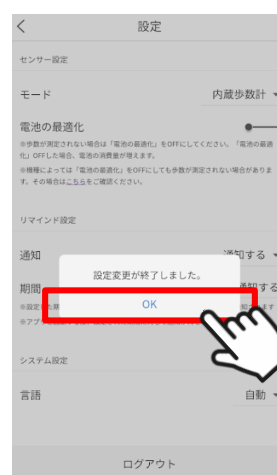 設定
センサー設定
モード 内蔵歩数計
電池の最適化
※歩数が測定されない場合は「電池の最適化」をOFFにしてください。「電池の最適
化」OFFした場合、電池の消費量が増えます。
※機種によっては「電池の最適化」をOFFにしても歩数が測定されない場合がありま
す。その場合はこちらをご確認ください。
リマインド設定
通知 通知する
設定変更が終了しました。
期間 通知する
※設定
OK
※アプ
システム設定
言語 自動
ログアウト